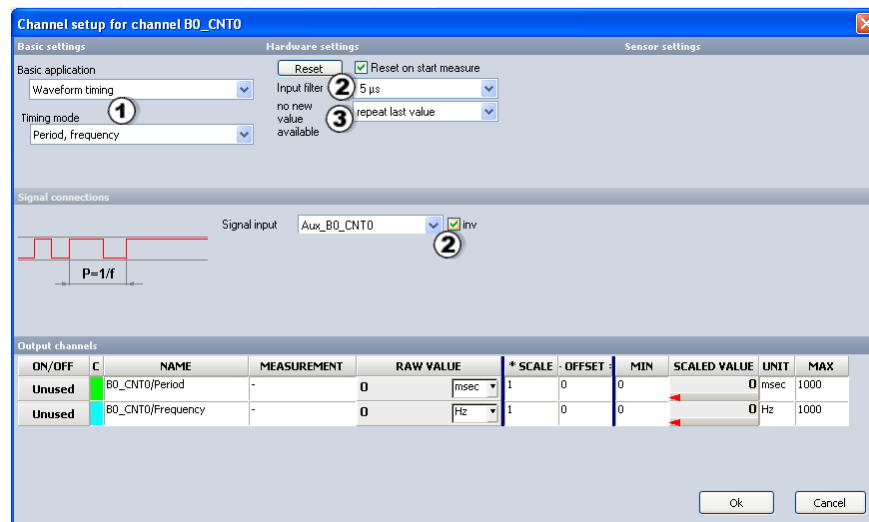 Channel setup for channel B0_CNT0
Basic settings
Hardware settings
Sensor settings
Basic application
Waveform timing
1
Timing mode
Period, frequency
Reset
Reset on start measure
Input filter
2
5 µs
no new
value
available
3
repeat last value
Signal connections
Signal input
Aux_B0_CNT0
inv
2
P=1/f
Output channels
ON/OFF C NAME MEASUREMENT RAW VALUE * SCALE - OFFSET = MIN SCALED VALUE UNIT MAX
Unused B0_CNT0/Period - 0 msec 1 0 0 0 msec 1000
Unused B0_CNT0/Frequency - 0 Hz 1 0 0 0 Hz 1000
Ok
Cancel